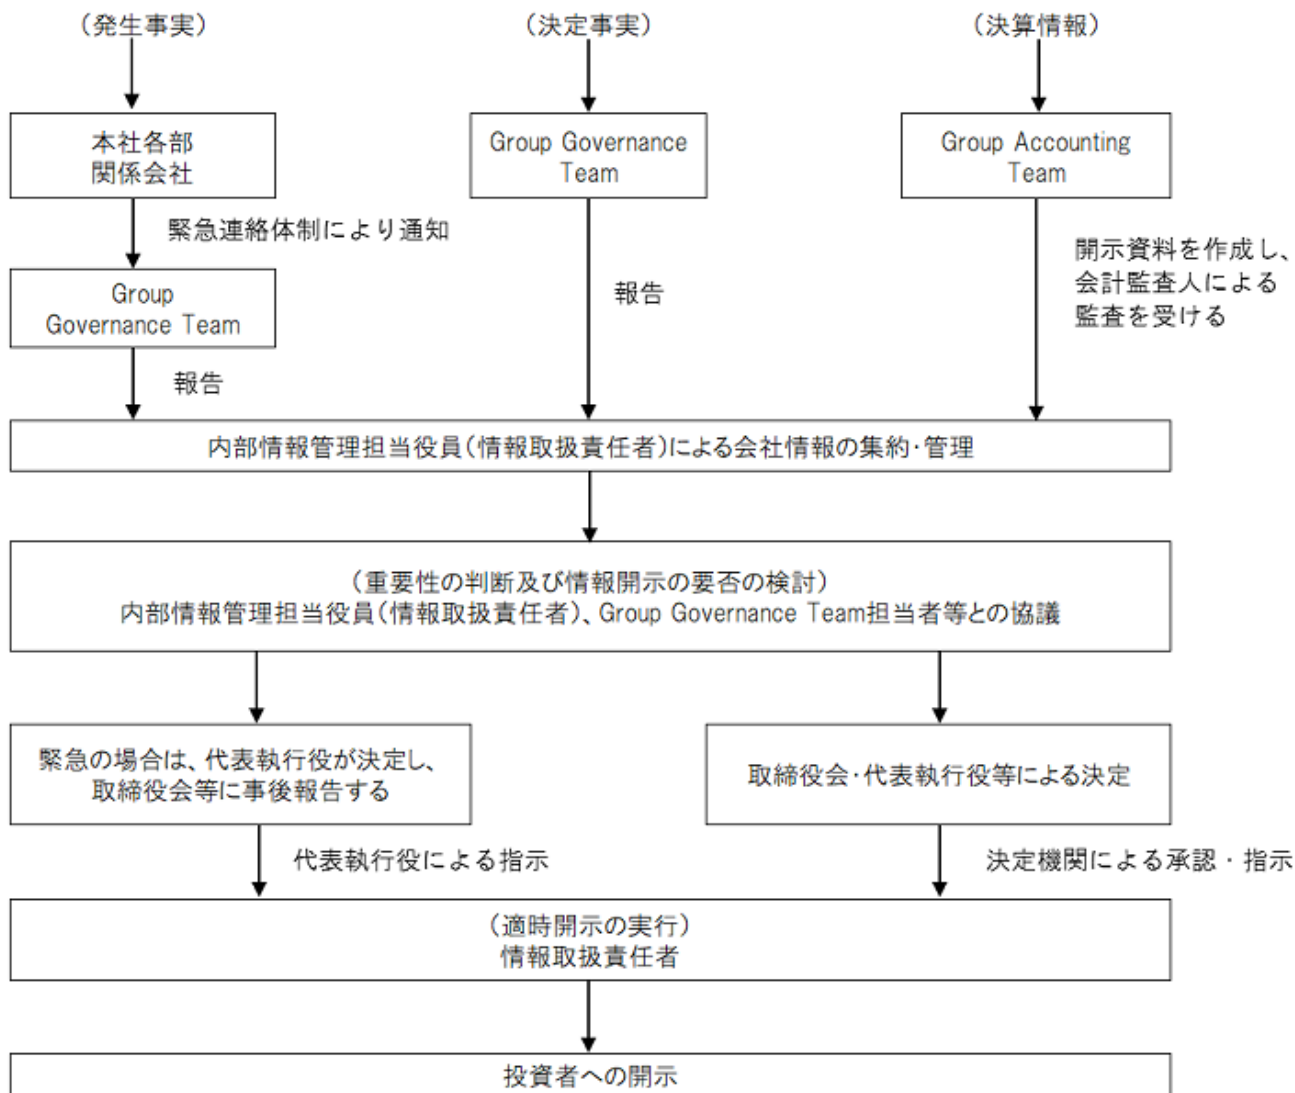 （発生事実）
（決定事実）
（決算情報）
本社各部
関係会社
Group Governance
Team
Group Accounting
Team
緊急連絡体制により通知
開示資料を作成し、
会計監査人による
監査を受ける
Group
Governance Team
報告
報告
内部情報管理担当役員（情報取扱責任者）による会社情報の集約・管理
（重要性の判断及び情報開示の要否の検討）
内部情報管理担当役員（情報取扱責任者）、Group Governance Team担当者等との協議
緊急の場合は、代表執行役が決定し、
取締役会等に事後報告する
取締役会・代表執行役等による決定
代表執行役による指示
決定機関による承認・指示
（適時開示の実行）
情報取扱責任者
投資者への開示